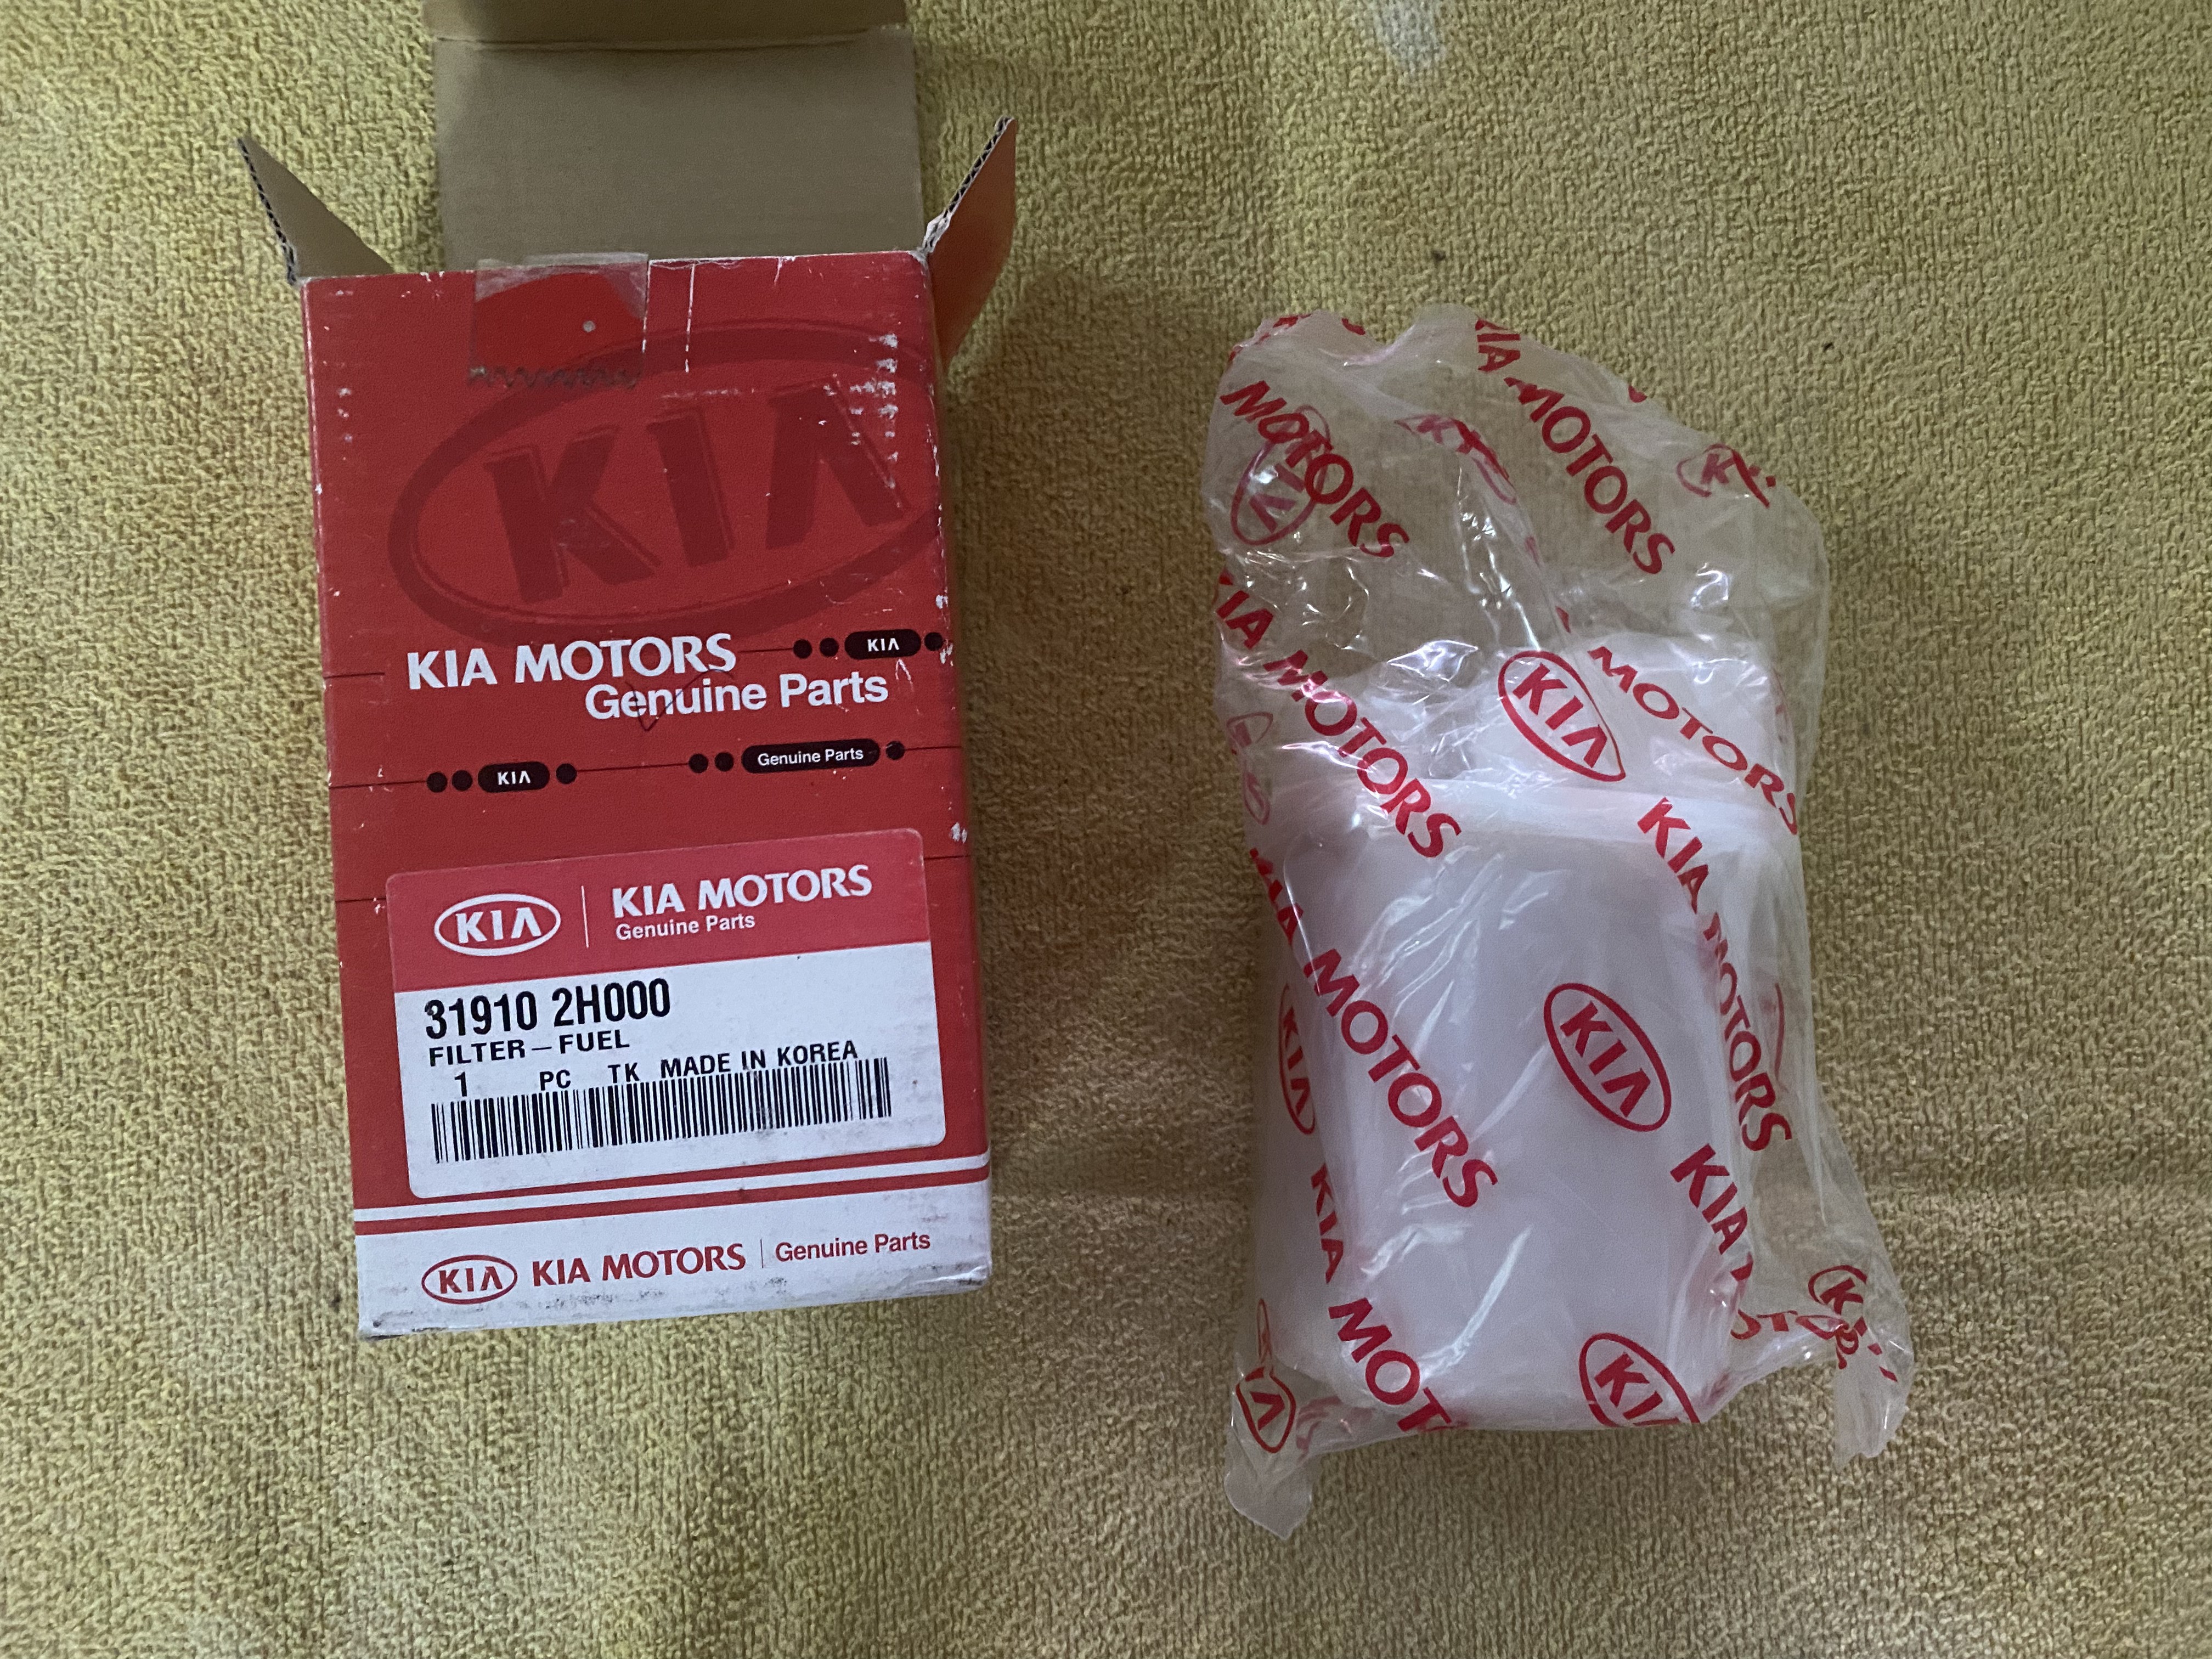 KIA
KIA MOTORS
KIA
Genuine Parts
KIA
Genuine Parts
KIA
KIA MOTORS
Genuine Parts
31910 2H000
FILTER-FUEL
1 PC TK MADE IN KOREA
KIA
KIA MOTORS
Genuine Parts
MOTORS
KIA MOTORS
KIA MOTORS
KIA
MOTORS
KIA MOTORS
KIA MOTORS
KIA
KIA
KIA
KIA